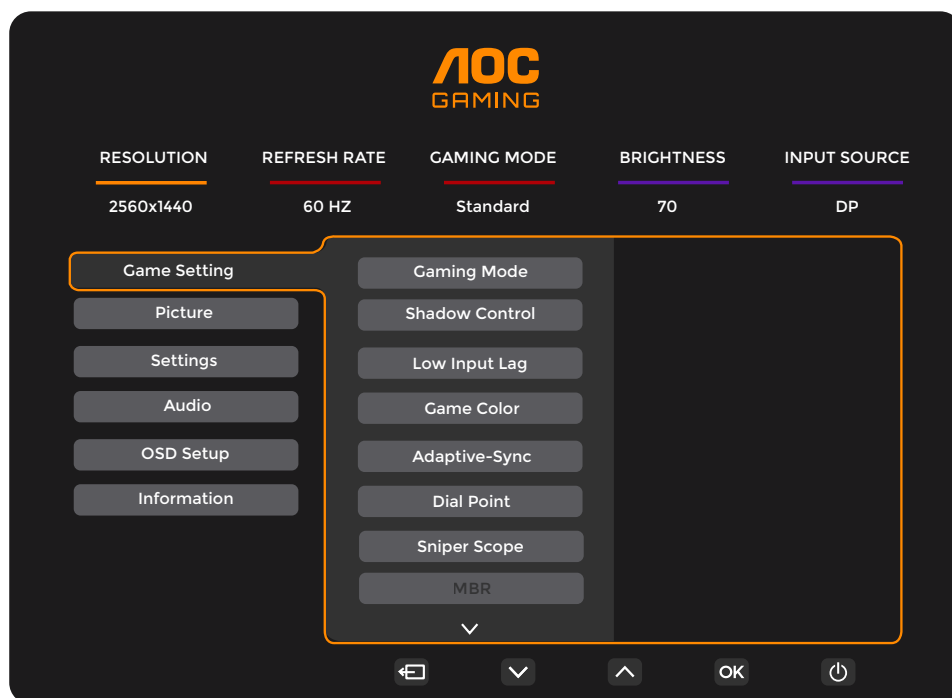 AOC
GAMING
RESOLUTION REFRESH RATE GAMING MODE BRIGHTNESS INPUT SOURCE
2560x1440 60 HZ Standard 70 DP
Game Setting
Picture
Settings
Audio
OSD Setup
Information
Gaming Mode
Shadow Control
Low Input Lag
Game Color
Adaptive-Sync
Dial Point
Sniper Scope
MBR
OK